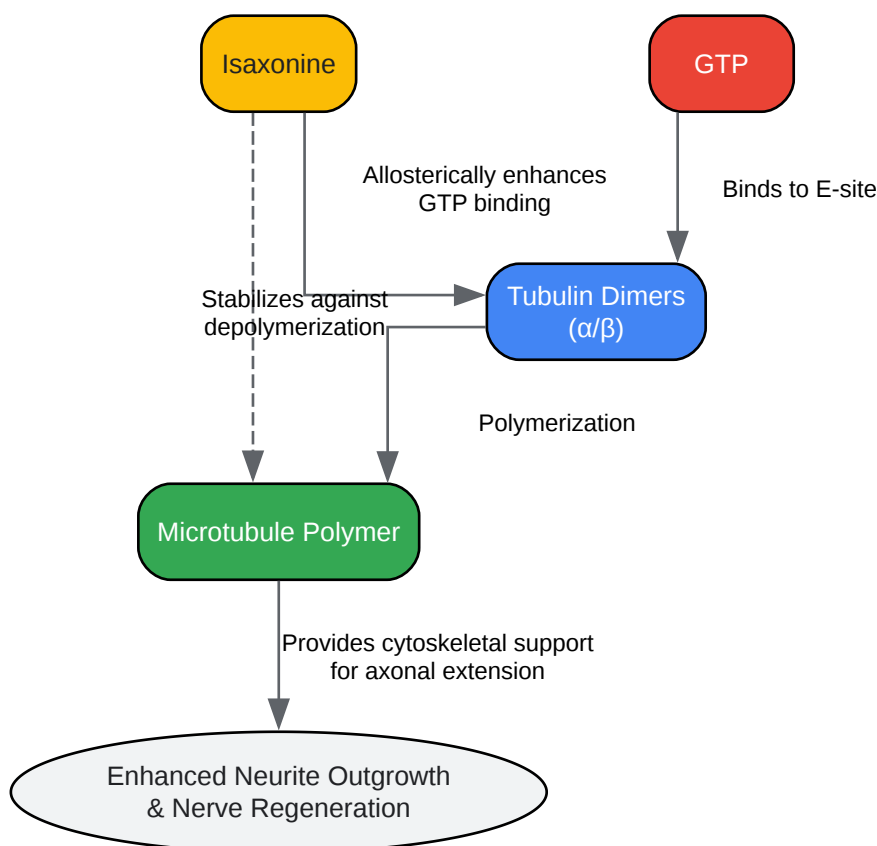 Isaxonine
GTP
Allosterically enhances
GTP binding
Binds to E-site
Stabilizes against
depolymerization
Tubulin Dimers
(α/β)
Polymerization
Microtubule Polymer
Provides cytoskeletal support
for axonal extension
Enhanced Neurite Outgrowth
& Nerve Regeneration